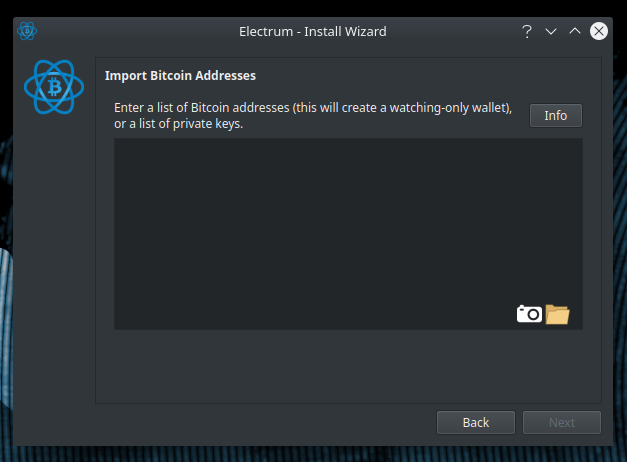 Electrum - Install Wizard
Import Bitcoin Addresses
Enter a list of Bitcoin addresses (this will create a watching-only wallet),
or a list of private keys.
Info
Back
Next